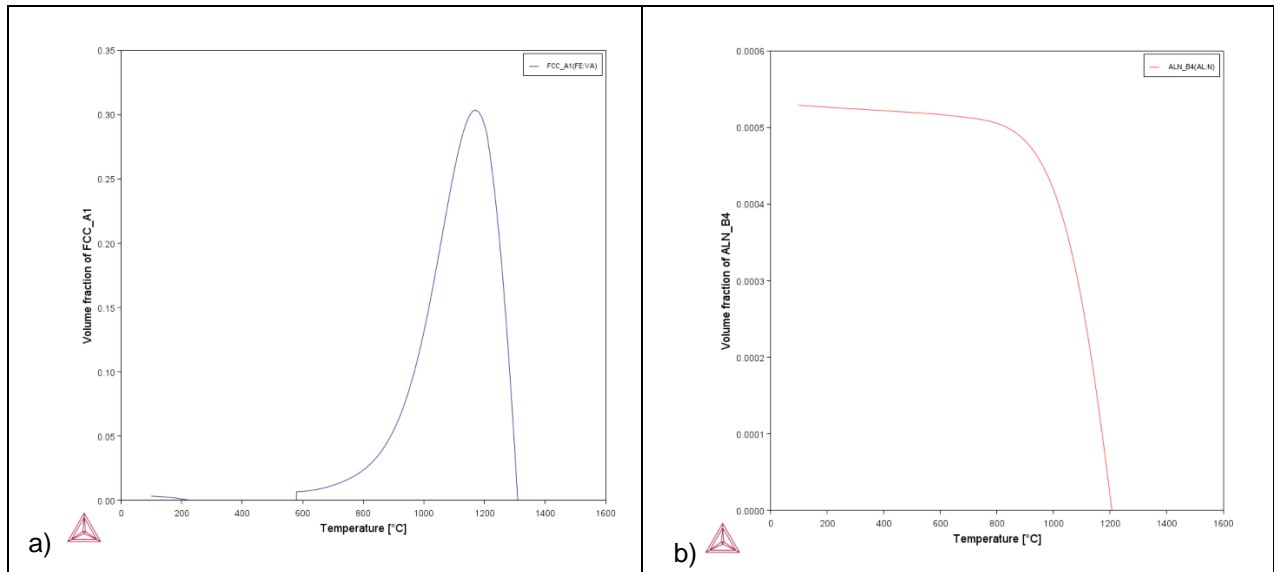 0.35
0.30
0.25
0.20
0.15
0.10
0.05
0.00
Volume fraction of FCC_A1
FCC_A1(FE:VA)
0 200 400 600 800 1000 1200 1400 1600
Temperature [°C]
a)
0.0006
0.0005
0.0004
0.0003
0.0002
0.0001
0.0000
Volume fraction of ALN_B4
ALN_B4(AL:N)
0 200 400 600 800 1000 1200 1400 1600
Temperature [°C]
b)